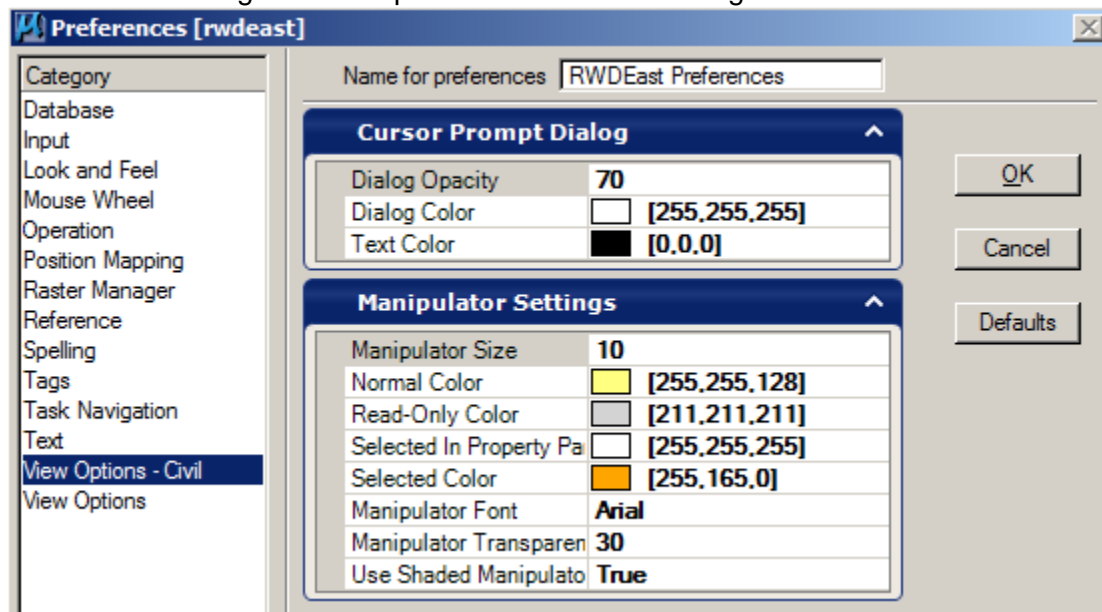 Preferences [rwdeast]
Category
Database
Input
Look and Feel
Mouse Wheel
Operation
Position Mapping
Raster Manager
Reference
Spelling
Tags
Task Navigation
Text
View Options - Civil
View Options
Name for preferences RWDEast Preferences
Cursor Prompt Dialog
Dialog Opacity 70
Dialog Color [255,255,255]
Text Color [0,0,0]
Manipulator Settings
Manipulator Size 10
Normal Color [255,255,128]
Read-Only Color [211,211,211]
Selected In Property Pa [255,255,255]
Selected Color [255,165,0]
Manipulator Font Arial
Manipulator Transparen 30
Use Shaded Manipulato True
OK
Cancel
Defaults